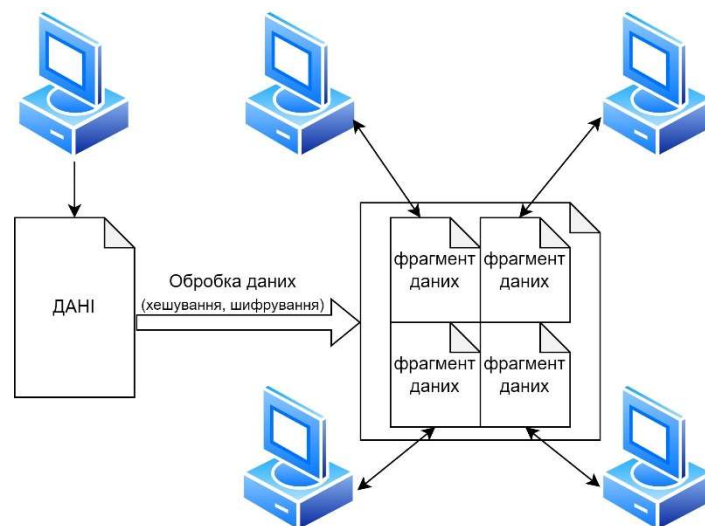 ДАНІ
Обробка даних
(хешування, шифрування)
фрагмент
даних
фрагмент
даних
фрагмент
даних
фрагмент
даних